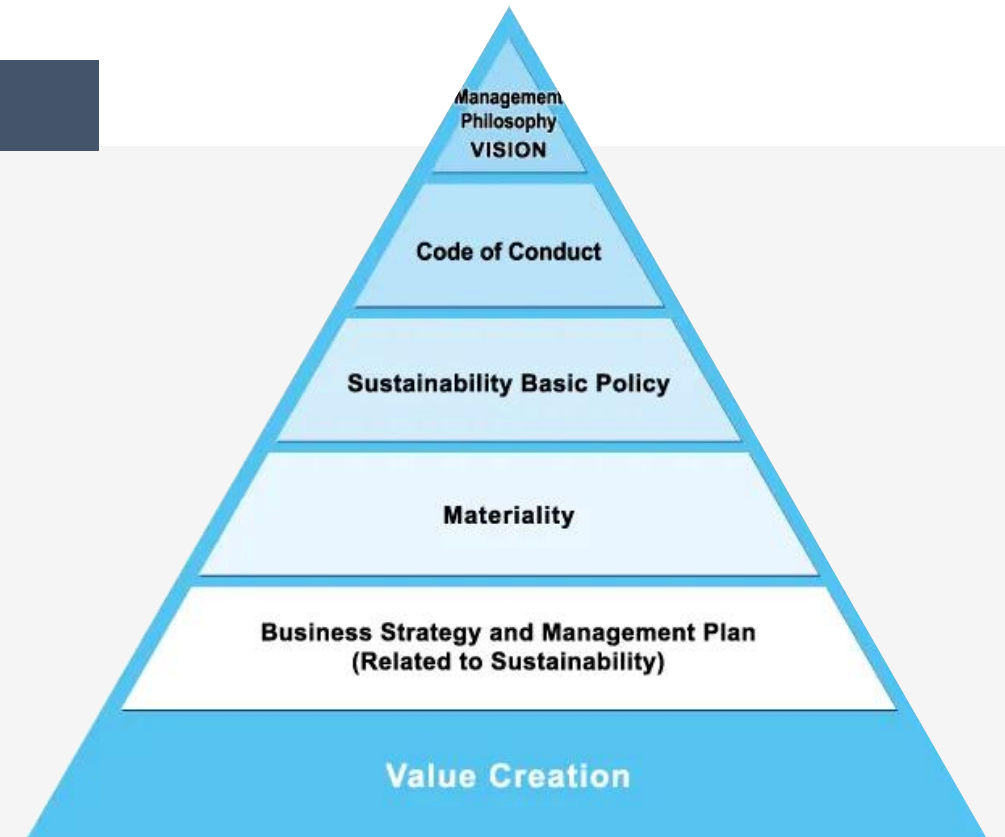 Management
Philosophy
VISION
Code of Conduct
Sustainability Basic Policy
Materiality
Business Strategy and Management Plan
(Related to Sustainability)
Value Creation